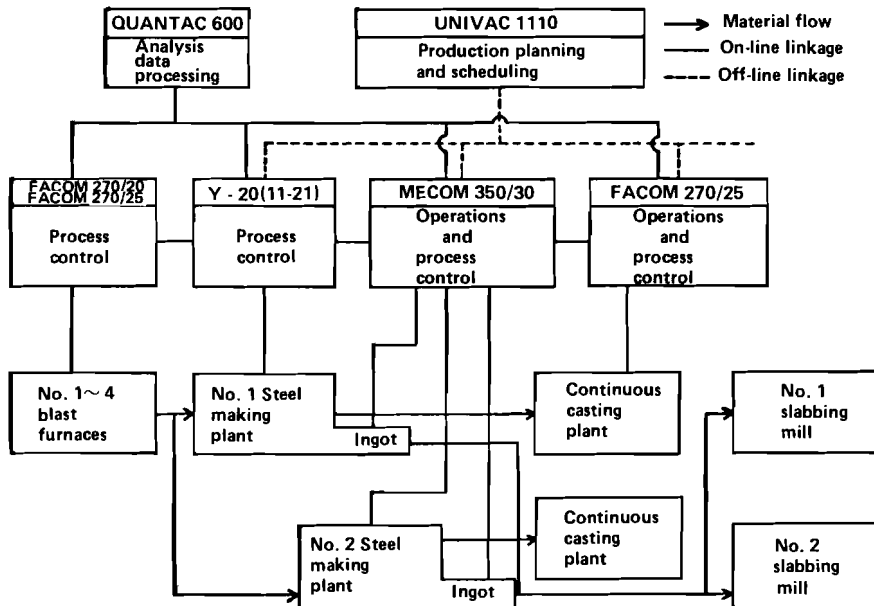 QUANTAC 600
Analysis
data
processing
UNIVAC 1110
Production planning
and scheduling
Material flow
On-line linkage
Off-line linkage
FACOM 270/20
FACOM 270/25
Process
control
Y - 20(11-21)
Process
control
MECOM 350/30
Operations
and
process
control
FACOM 270/25
Operations
and
process
control
No. 1~4
blast
furnaces
No. 1 Steel
making
plant
Ingot
Continuous
casting
plant
No. 1
slabbing
mill
No. 2 Steel
making
plant
Ingot
Continuous
casting
plant
No. 2
slabbing
mill